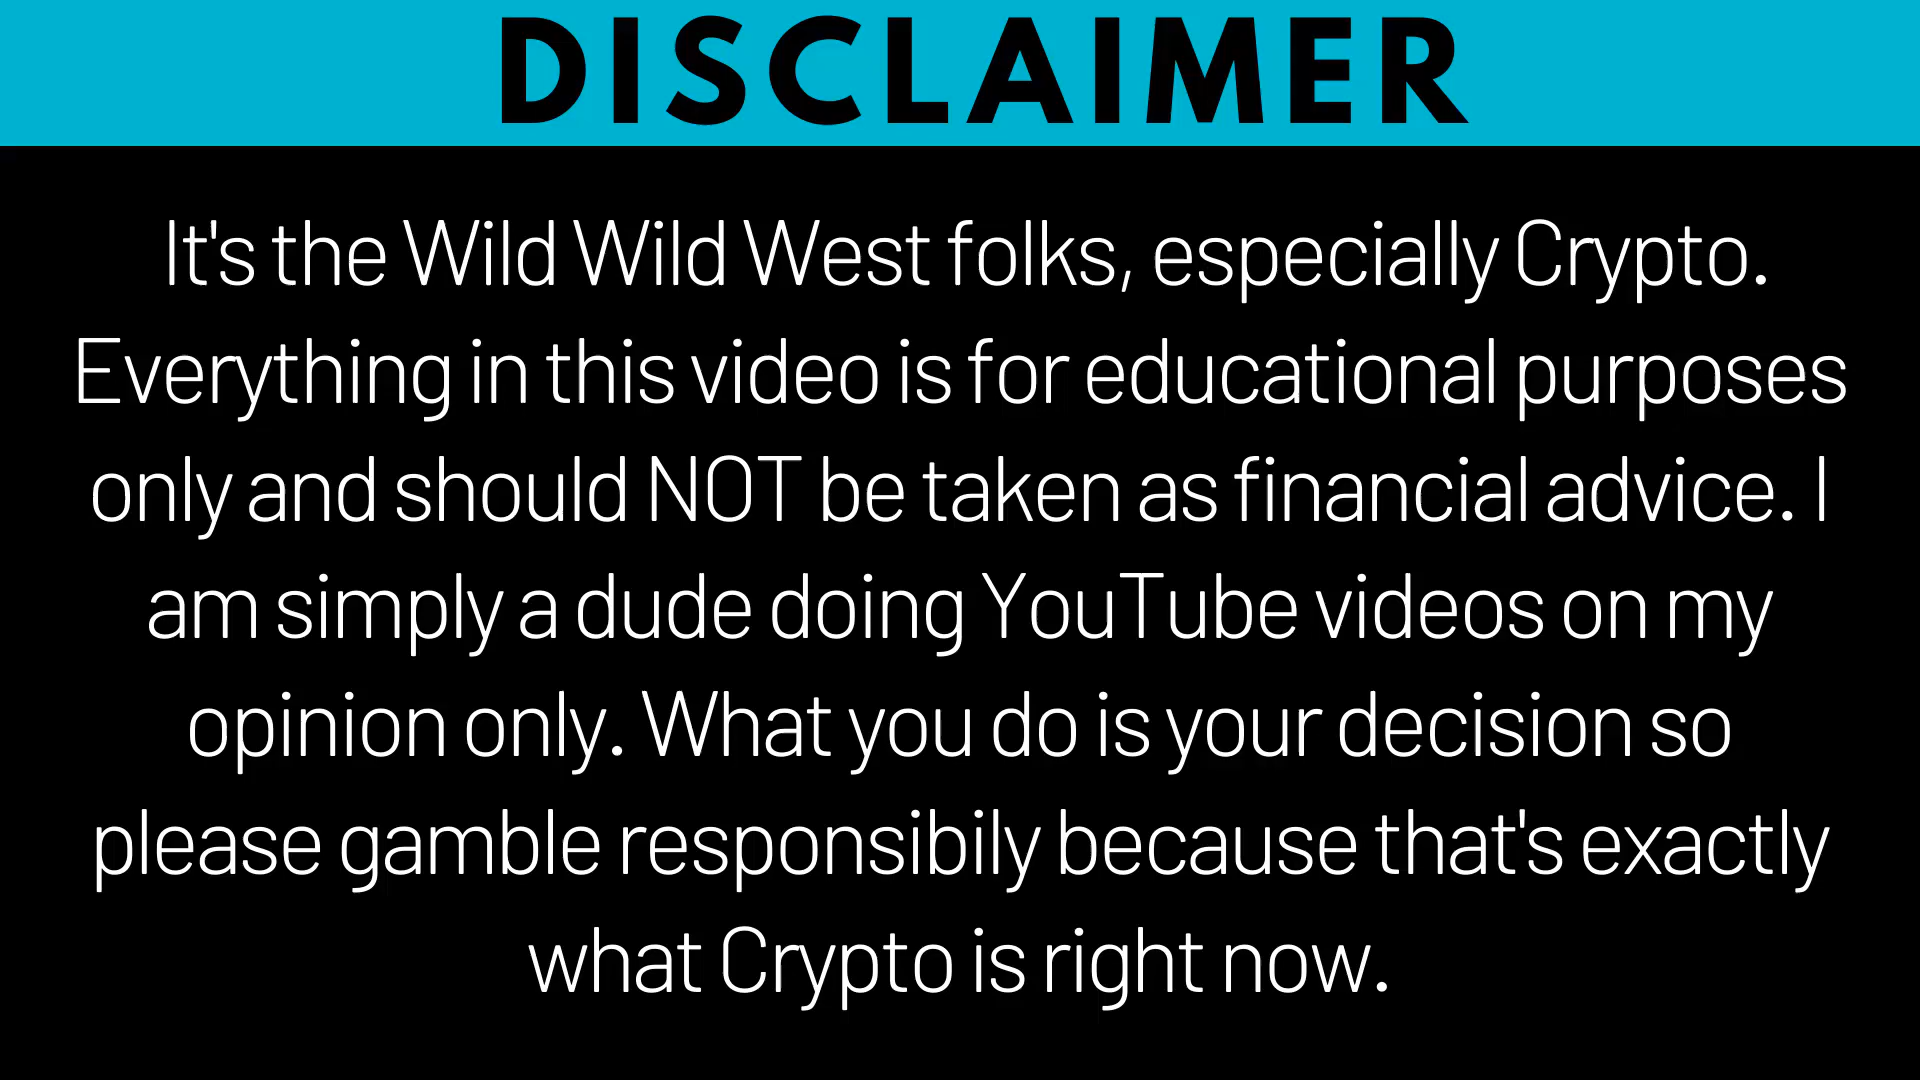 DISCLAIMER
It's the Wild Wild West folks, especially Crypto.
Everything in this video is for educational purposes
only and should NOT be taken as financial advice. I
am simply a dude doing YouTube videos on my
opinion only. What you do is your decision so
please gamble responsibily because that's exactly
what Crypto is right now.